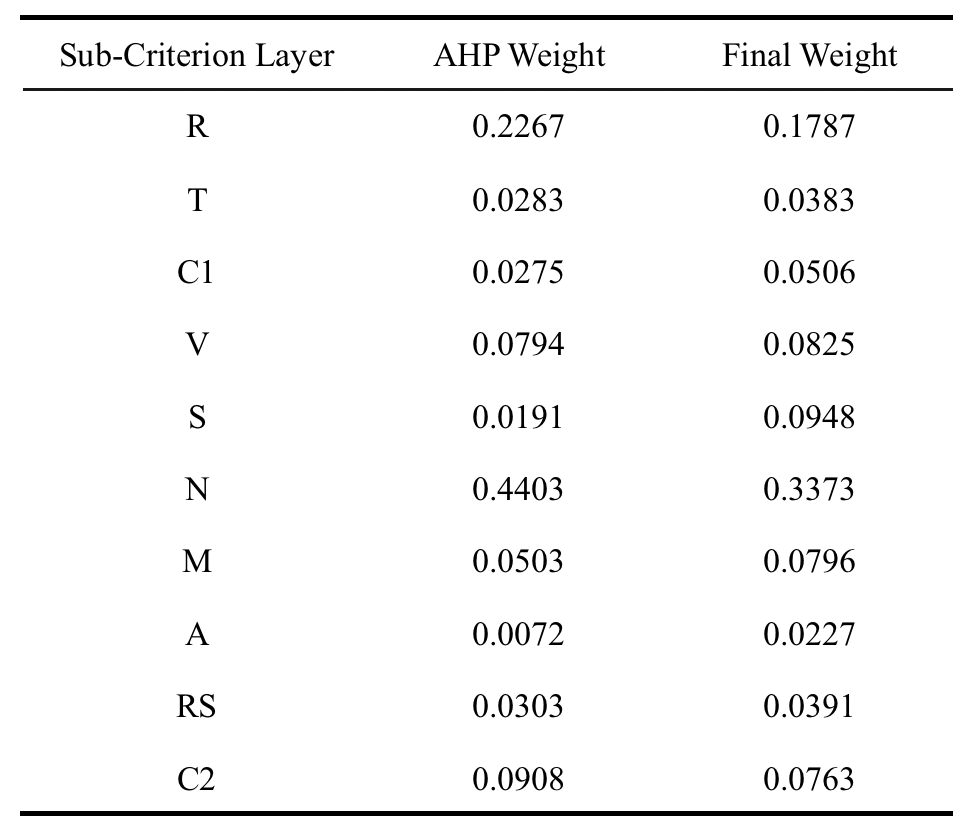 Sub-Criterion Layer AHP Weight Final Weight
R 0.2267 0.1787
T 0.0283 0.0383
C1 0.0275 0.0506
V 0.0794 0.0825
S 0.0191 0.0948
N 0.4403 0.3373
M 0.0503 0.0796
A 0.0072 0.0227
RS 0.0303 0.0391
C2 0.0908 0.0763